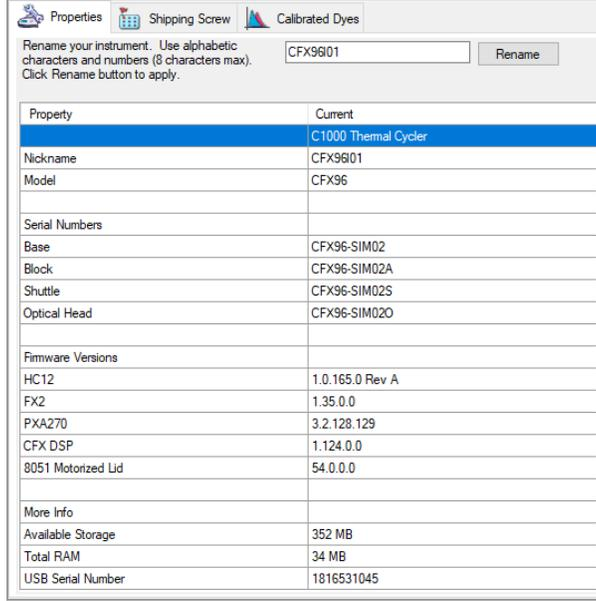 Properties Shipping Screw Calibrated Dyes
Rename your instrument. Use alphabetic
characters and numbers (8 characters max).
Click Rename button to apply.
CFX96I01 Rename
Property Current
C1000 Thermal Cycler
Nickname CFX96I01
Model CFX96
Serial Numbers
Base CFX96-SIM02
Block CFX96-SIM02A
Shuttle CFX96-SIM02S
Optical Head CFX96-SIM02O
Firmware Versions
HC12 1.0.165.0 Rev A
FX2 1.35.0.0
PXA270 3.2.128.129
CFX DSP 1.124.0.0
8051 Motorized Lid 54.0.0.0
More Info
Available Storage 352 MB
Total RAM 34 MB
USB Serial Number 1816531045